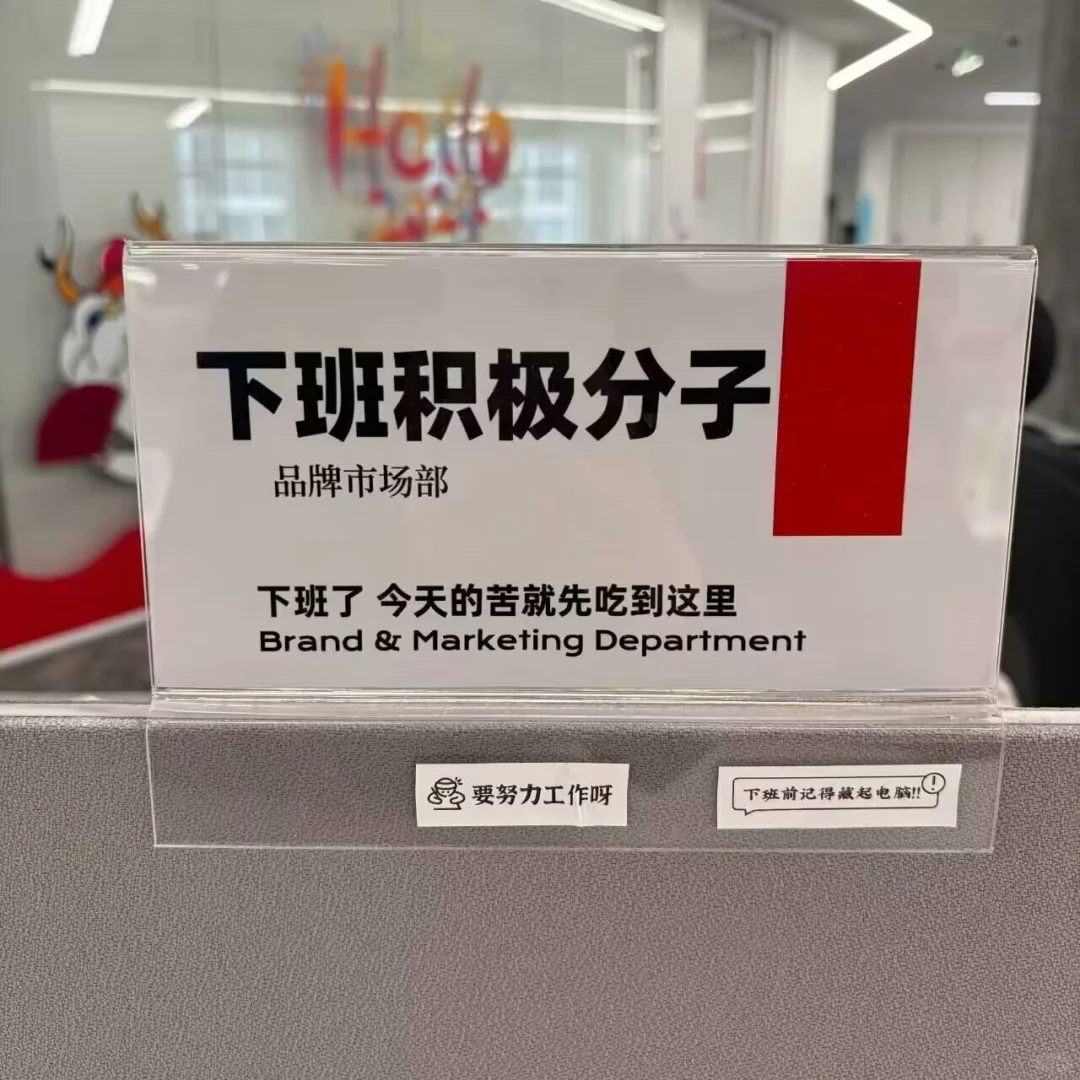 Hello
下班积极分子
品牌市场部
下班了 今天的苦就先吃到这里
Brand & Marketing Department
要努力工作呀
下班前记得藏起电脑!!